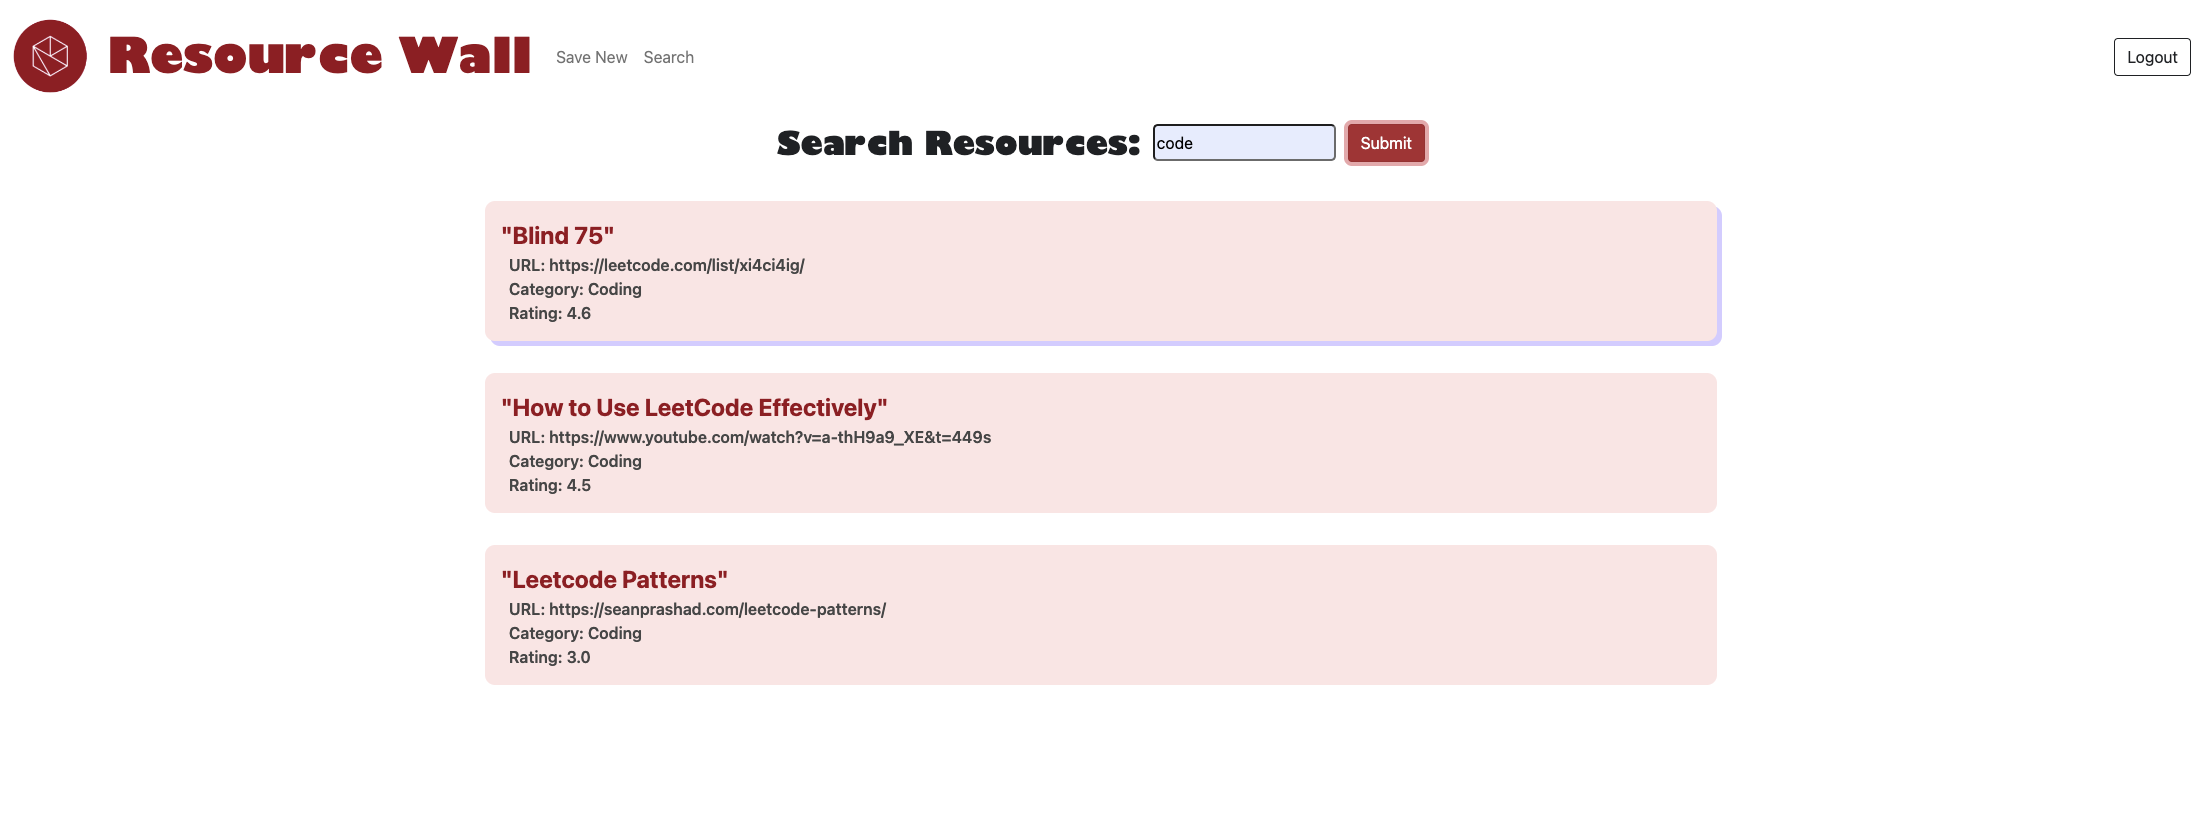 Resource Wall
Save New
Search
Logout
Search Resources: code Submit
"Blind 75"
URL: https://leetcode.com/list/xi4ci4ig/
Category: Coding
Rating: 4.6
"How to Use LeetCode Effectively"
URL: https://www.youtube.com/watch?v=a-thH9a9_XE&t=449s
Category: Coding
Rating: 4.5
"Leetcode Patterns"
URL: https://seanprashad.com/leetcode-patterns/
Category: Coding
Rating: 3.0